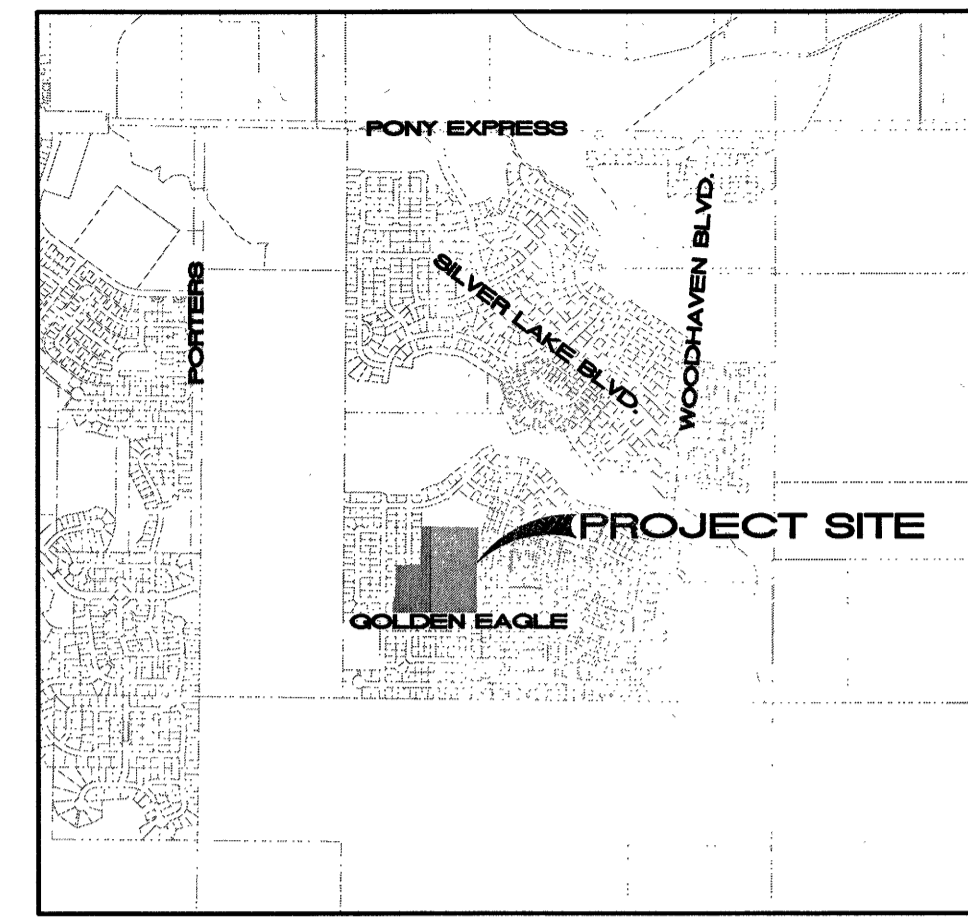 PONY EXPRESS
WOODHAVEN BLVD.
SILVER LAKE BLVD.
PORTERS
PROJECT SITE
GOLDEN EAGLE